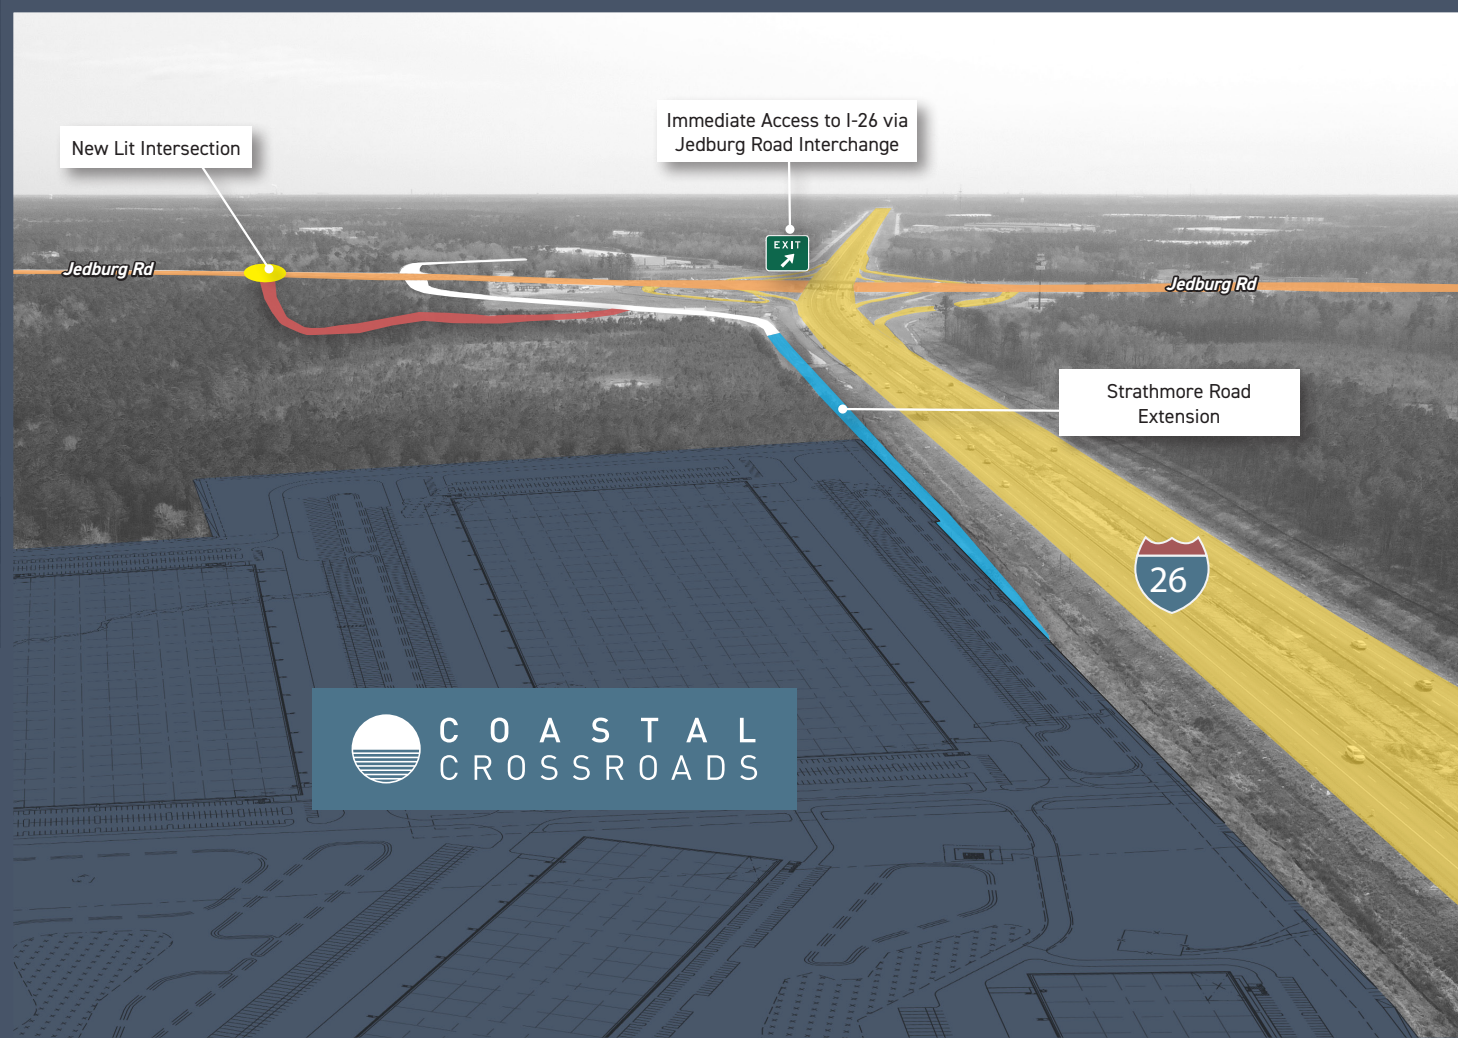 Immediate Access to I-26 via
Jedburg Road Interchange
New Lit Intersection
EXIT
Jedburg Rd
Jedburg Rd
Strathmore Road
Extension
26
COASTAL
CROSSROADS